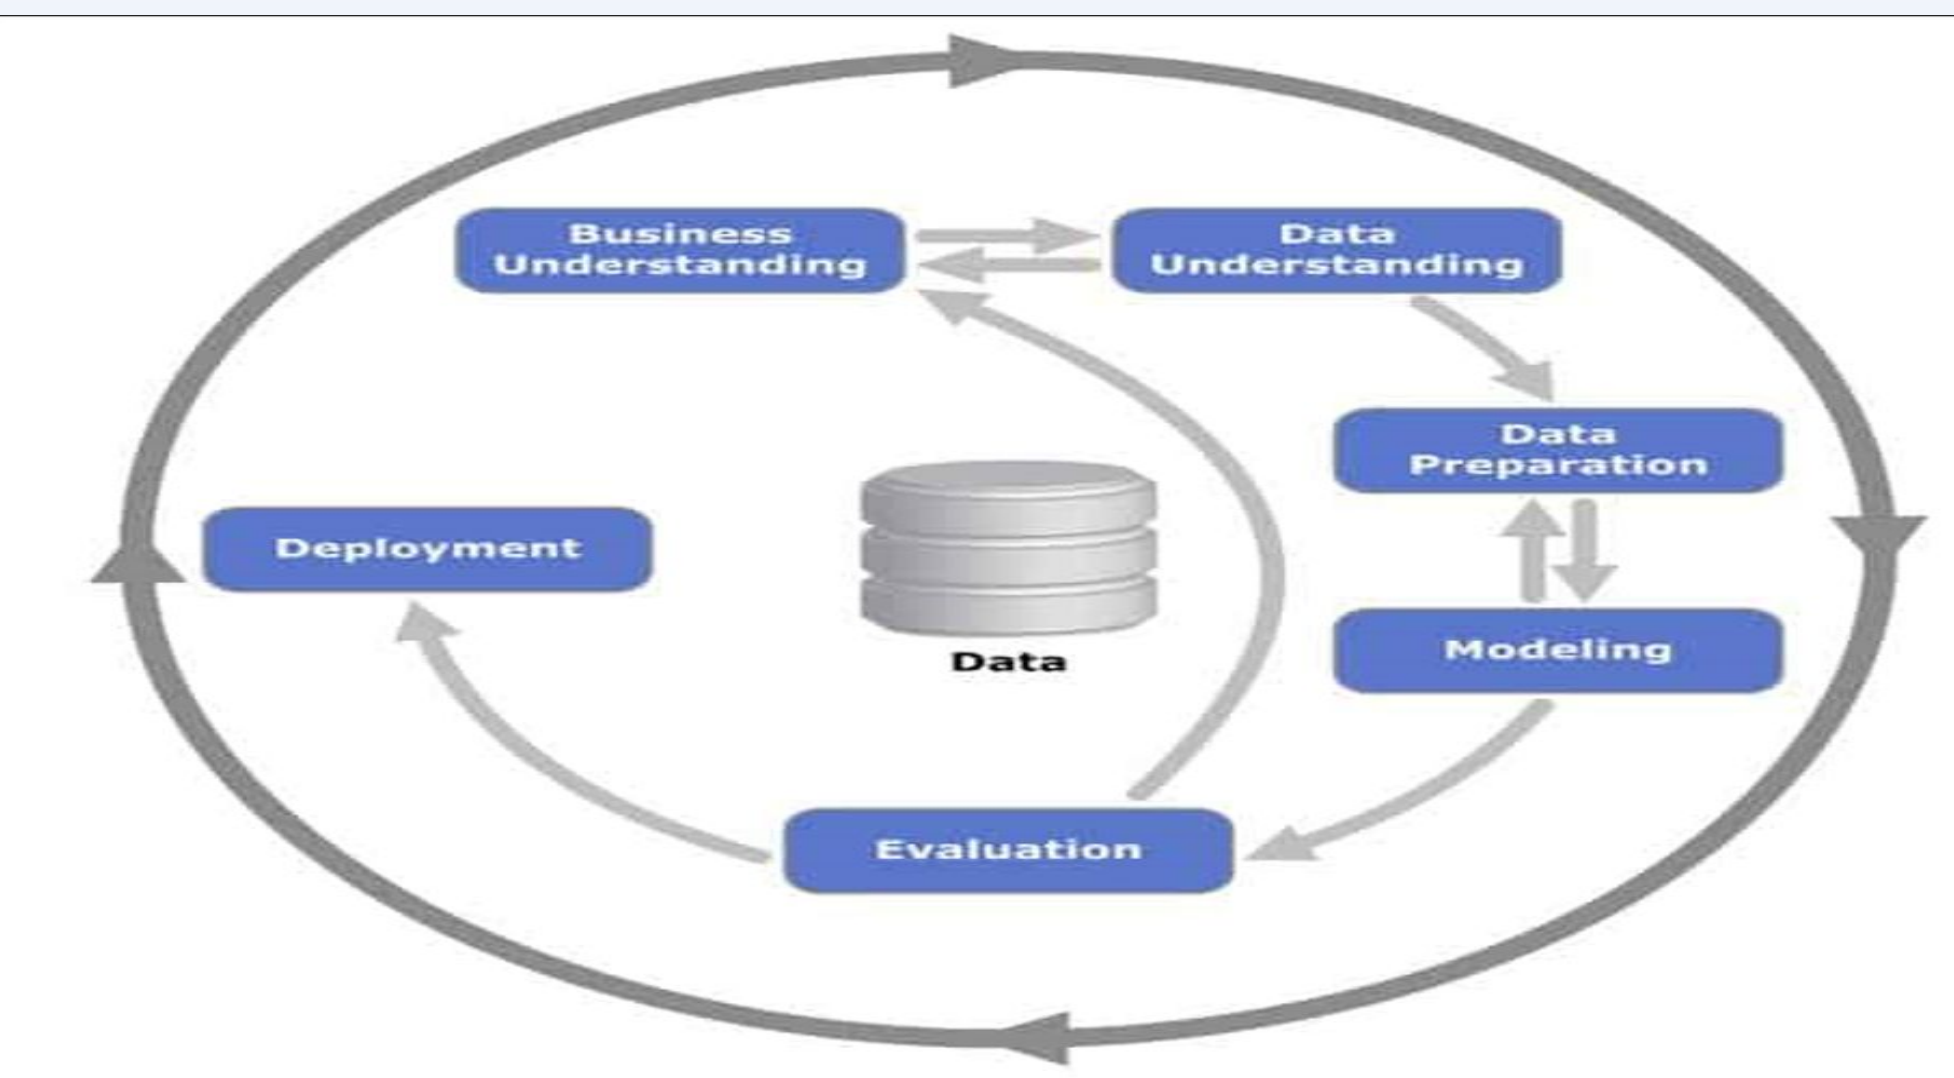 Business
Understanding
Data
Understanding
Data
Preparation
Deployment
Modeling
Data
Evaluation